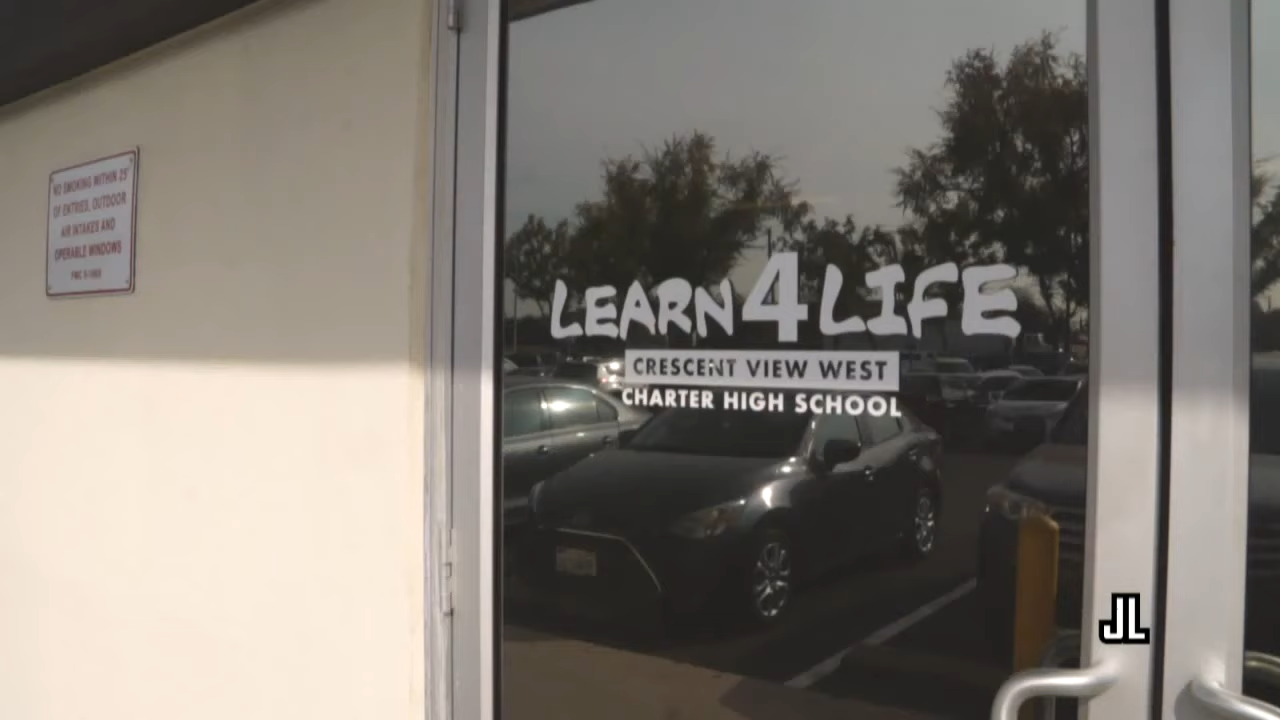 NO SMOKING WITHIN 25'
OF ENTRIES, OUTDOOR
AIR INTAKES AND
OPERABLE WINDOWS
LEARN4LIFE
CRESCENT VIEW WEST
CHARTER HIGH SCHOOL
JL